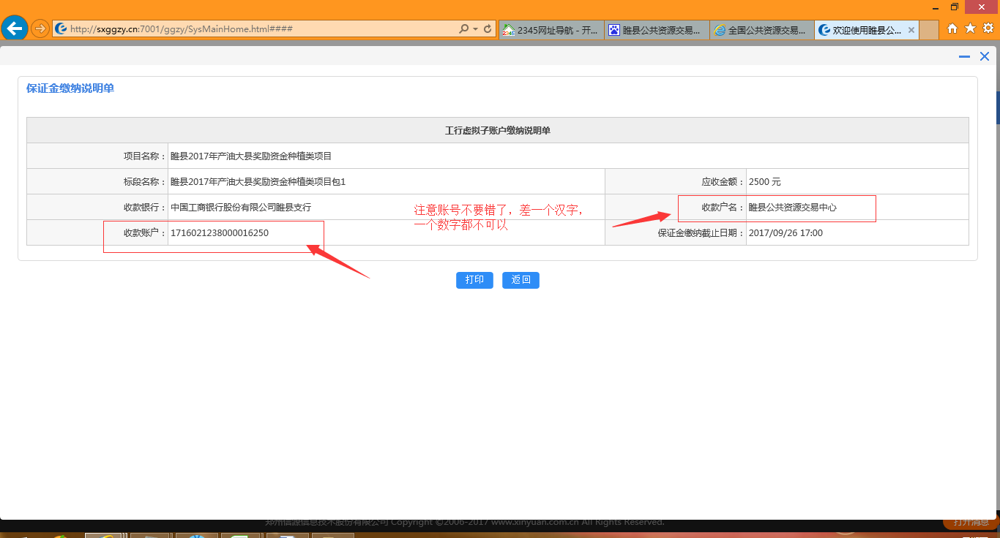 http://sxggzy.cn:7001/ggzy/SysMainHome.html####
2345网址导航 - 开...
睢县公共资源交易...
全国公共资源交易...
欢迎使用睢县公...
保证金缴纳说明单
工行虚拟子账户缴纳说明单
项目名称： 睢县2017年产油大县奖励资金种植类项目
标段名称： 睢县2017年产油大县奖励资金种植类项目包1 应收金额： 2500 元
收款银行： 中国工商银行股份有限公司睢县支行 收款户名： 睢县公共资源交易中心
注意账号不要错了，差一个汉字，
一个数字都不可以
收款账户： 1716021238000016250 保证金缴纳截止日期： 2017/09/26 17:00
打印 返回
郑州信源信息技术股份有限公司 Copyright ©2006-2017 www.xinyuan.com.cn All Rights Reserved.
打开消息